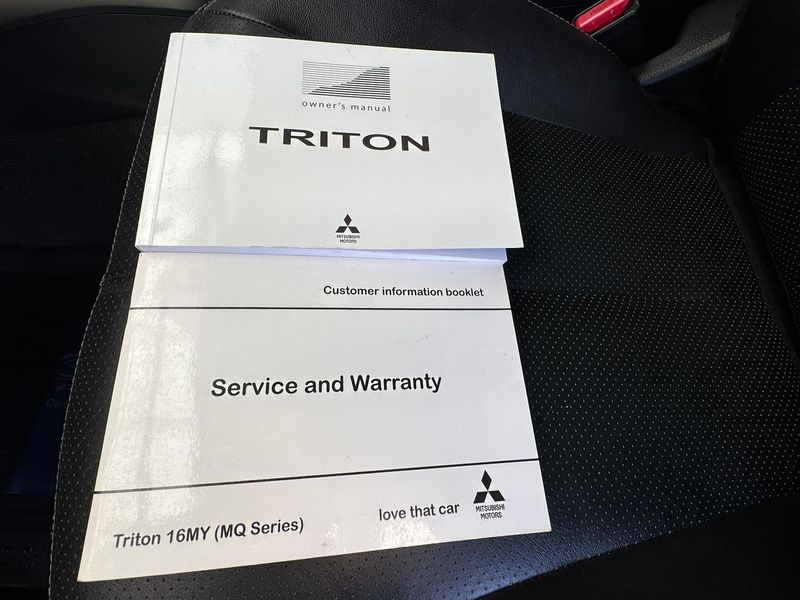 owner's manual
TRITON
MITSUBISHI
MOTORS
Customer information booklet
Service and Warranty
Triton 16MY (MQ Series)
love that car
MITSUBISHI
MOTORS